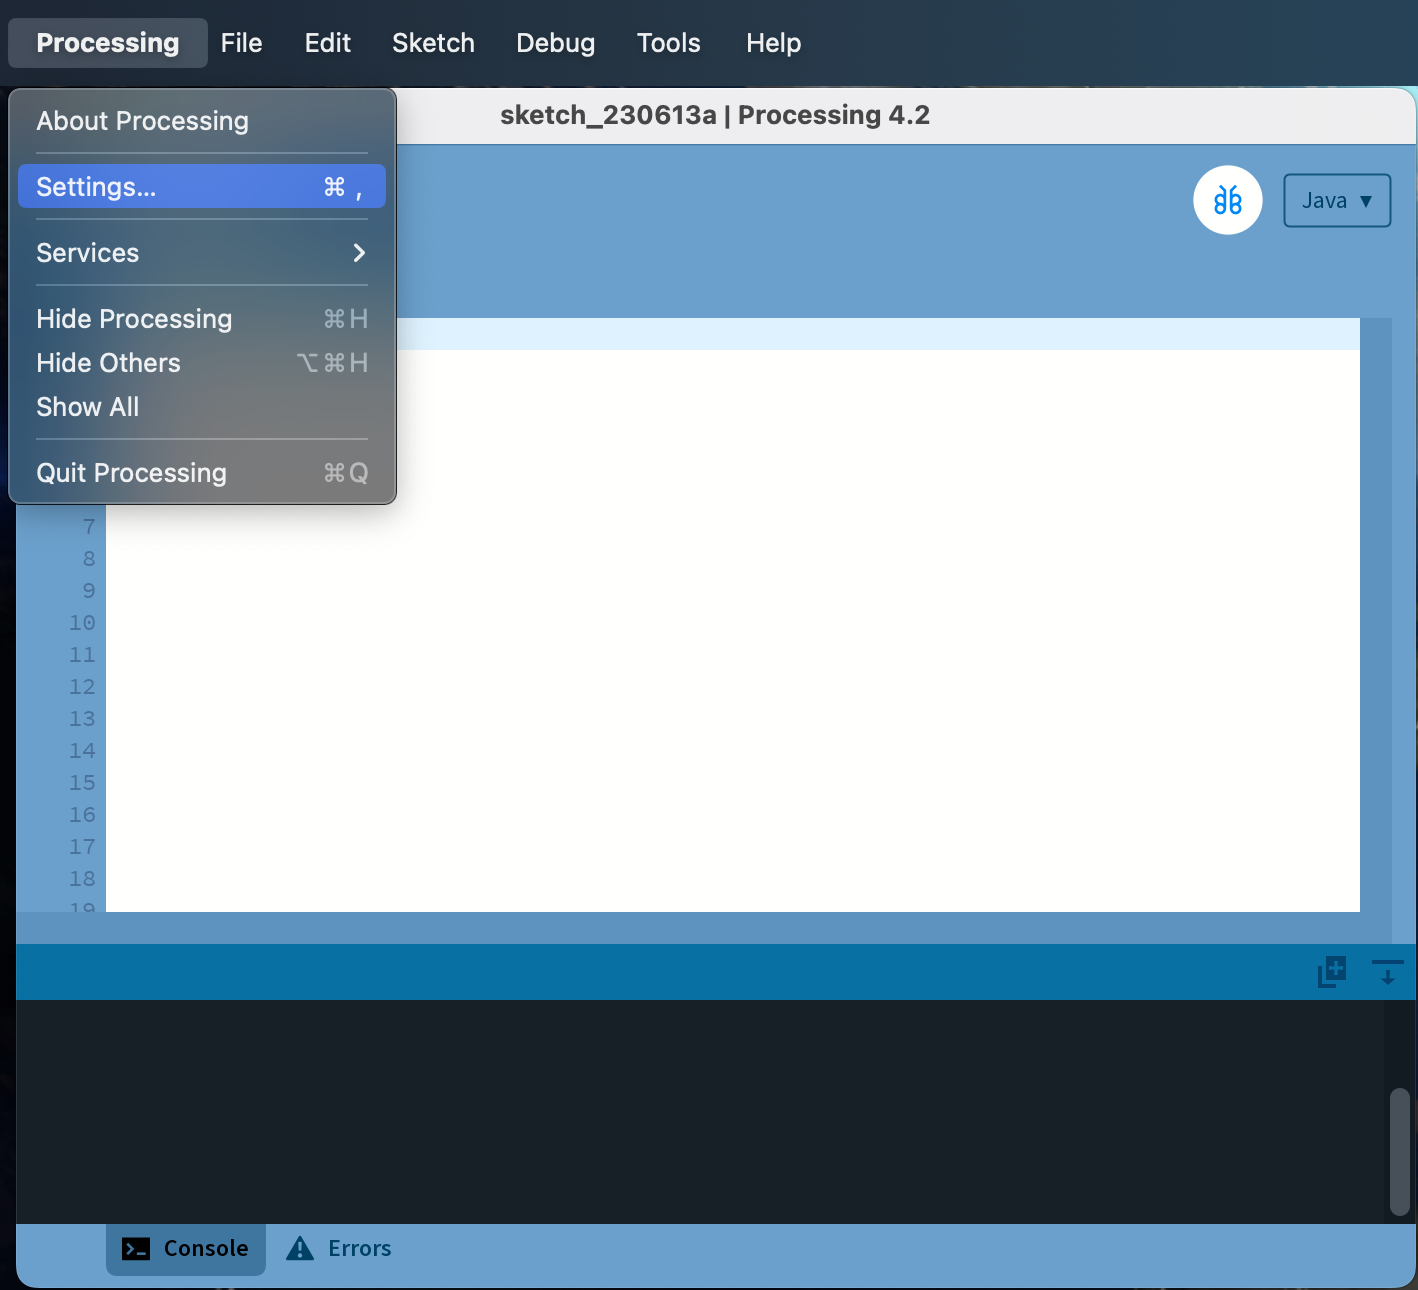 Processing File Edit Sketch Debug Tools Help
sketch_230613a | Processing 4.2
About Processing
Settings... ⌘ ,
Services
Hide Processing ⌘H
Hide Others ⌥⌘H
Show All
Quit Processing ⌘Q
Java ▼
7
8
9
10
11
12
13
14
15
16
17
18
19
Console Errors